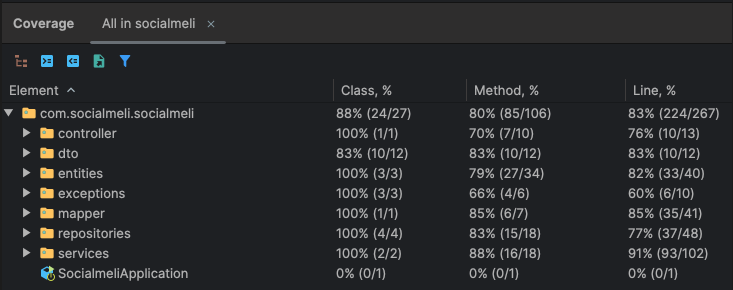 Coverage All in socialmeli ×
Element Class, % Method, % Line, %
com.socialmeli.socialmeli 88% (24/27) 80% (85/106) 83% (224/267)
controller 100% (1/1) 70% (7/10) 76% (10/13)
dto 83% (10/12) 83% (10/12) 83% (10/12)
entities 100% (3/3) 79% (27/34) 82% (33/40)
exceptions 100% (3/3) 66% (4/6) 60% (6/10)
mapper 100% (1/1) 85% (6/7) 85% (35/41)
repositories 100% (4/4) 83% (15/18) 77% (37/48)
services 100% (2/2) 88% (16/18) 91% (93/102)
SocialmeliApplication 0% (0/1) 0% (0/1) 0% (0/1)